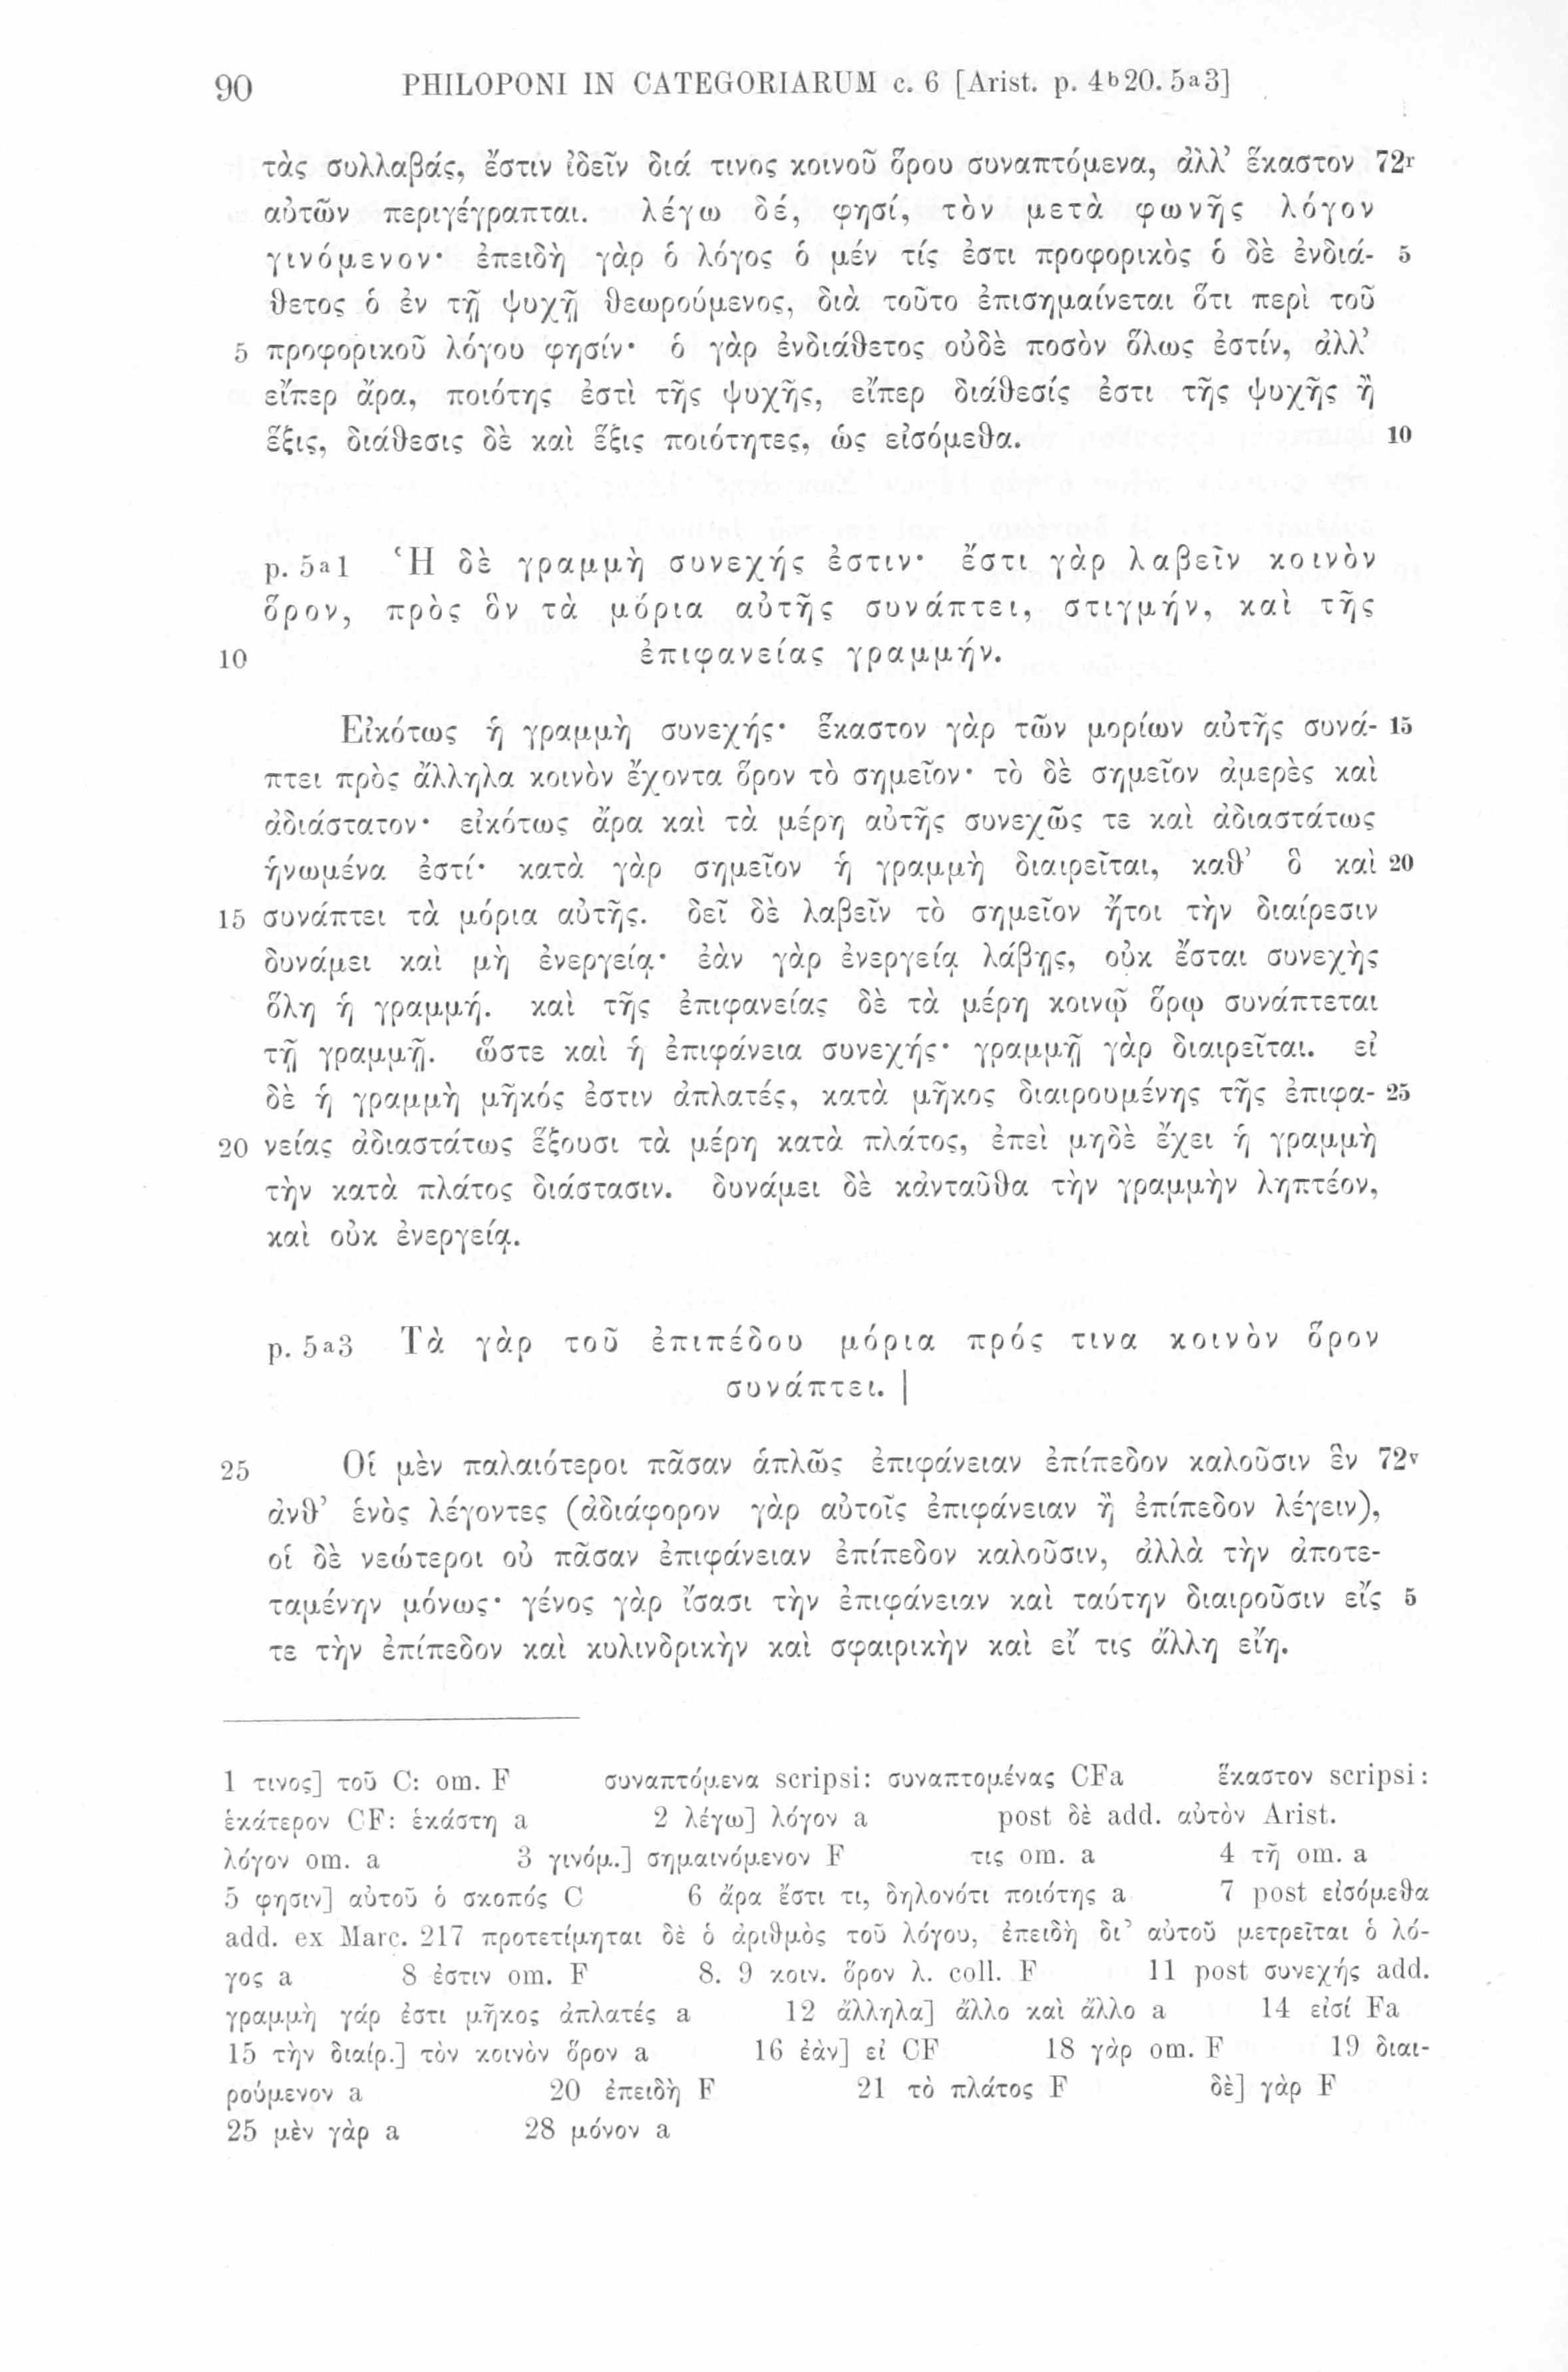 90 PHILOPONI IN CATEGORIARUM c. 6 [Arist. p. 4b20. 5a3]
τὰς συλλαβάς, ἔστιν ἰδεῖν διά τινος κοινοῦ ὅρου συναπτόμενα, ἀλλ’ ἕκαστον 72r
αὐτῶν περιγέγραπται. λέγω δέ, φησί, τὸν μετὰ φωνῆς λόγον
γινόμενον· ἐπειδὴ γὰρ ὁ λόγος ὁ μέν τίς ἐστι προφορικὸς ὁ δὲ ἐνδιά- 5
θετος ὁ ἐν τῇ ψυχῇ θεωρούμενος, διὰ τοῦτο ἐπισημαίνεται ὅτι περὶ τοῦ
5 προφορικοῦ λόγου φησίν· ὁ γὰρ ἐνδιάθετος οὐδὲ ποσὸν ὅλως ἐστίν, ἀλλ’
εἴπερ ἄρα, ποιότης ἐστὶ τῆς ψυχῆς, εἴπερ διάθεσίς ἐστι τῆς ψυχῆς ἢ
ἕξις, διάθεσις δὲ καὶ ἕξις ποιότητες, ὡς εἰσόμεθα. 10
p. 5a1 Ἡ δὲ γραμμὴ συνεχής ἐστιν· ἔστι γὰρ λαβεῖν κοινὸν
ὅρον, πρὸς ὃν τὰ μόρια αὐτῆς συνάπτει, στιγμήν, καὶ τῆς
10 ἐπιφανείας γραμμήν.
Εἰκότως ἡ γραμμὴ συνεχής· ἕκαστον γὰρ τῶν μορίων αὐτῆς συνά- 15
πτει πρὸς ἄλληλα κοινὸν ἔχοντα ὅρον τὸ σημεῖον· τὸ δὲ σημεῖον ἀμερὲς καὶ
ἀδιάστατον· εἰκότως ἄρα καὶ τὰ μέρη αὐτῆς συνεχῶς τε καὶ ἀδιαστάτως
ἡνωμένα ἐστί· κατὰ γὰρ σημεῖον ἡ γραμμὴ διαιρεῖται, καθ’ ὃ καὶ 20
15 συνάπτει τὰ μόρια αὐτῆς. δεῖ δὲ λαβεῖν τὸ σημεῖον ἤτοι τὴν διαίρεσιν
δυνάμει καὶ μὴ ἐνεργείᾳ· ἐὰν γὰρ ἐνεργείᾳ λάβῃς, οὐκ ἔσται συνεχὴς
ὅλη ἡ γραμμή. καὶ τῆς ἐπιφανείας δὲ τὰ μέρη κοινῷ ὅρῳ συνάπτεται
τῇ γραμμῇ. ὥστε καὶ ἡ ἐπιφάνεια συνεχής· γραμμῇ γὰρ διαιρεῖται. εἰ
δὲ ἡ γραμμὴ μῆκός ἐστιν ἀπλατές, κατὰ μῆκος διαιρουμένης τῆς ἐπιφα- 25
20 νείας ἀδιαστάτως ἕξουσι τὰ μέρη κατὰ πλάτος, ἐπεὶ μηδὲ ἔχει ἡ γραμμὴ
τὴν κατὰ πλάτος διάστασιν. δυνάμει δὲ κἀνταῦθα τὴν γραμμὴν ληπτέον,
καὶ οὐκ ἐνεργείᾳ.
p. 5a3 Τὰ γὰρ τοῦ ἐπιπέδου μόρια πρός τινα κοινὸν ὅρον
συνάπτει. |
25 Οἱ μὲν παλαιότεροι πᾶσαν ἁπλῶς ἐπιφάνειαν ἐπίπεδον καλοῦσιν ἓν 72v
ἀνθ’ ἑνὸς λέγοντες (ἀδιάφορον γὰρ αὐτοῖς ἐπιφάνειαν ἢ ἐπίπεδον λέγειν),
οἱ δὲ νεώτεροι οὐ πᾶσαν ἐπιφάνειαν ἐπίπεδον καλοῦσιν, ἀλλὰ τὴν ἀποτε-
ταμένην μόνως· γένος γὰρ ἴσασι τὴν ἐπιφάνειαν καὶ ταύτην διαιροῦσιν εἴς 5
τε τὴν ἐπίπεδον καὶ κυλινδρικὴν καὶ σφαιρικὴν καὶ εἴ τις ἄλλη εἴη.
1 τινος] τοῦ C: om. F συναπτόμενα scripsi: συναπτομένας CFa ἕκαστον scripsi:
ἑκάτερον CF: ἑκάστη a 2 λέγω] λόγον a post δὲ add. αὐτὸν Arist.
λόγον om. a 3 γινόμ.] σημαινόμενον F τις om. a 4 τῇ om. a
5 φησιν] αὐτοῦ ὁ σκοπός C 6 ἄρα ἔστι τι, δηλονότι ποιότης a 7 post εἰσόμεθα
add. ex Marc. 217 προτετίμηται δὲ ὁ ἀριθμὸς τοῦ λόγου, ἐπειδὴ δι’ αὐτοῦ μετρεῖται ὁ λό-
γος a 8 ἐστιν om. F 8. 9 κοιν. ὅρον λ. coll. F 11 post συνεχής add.
γραμμὴ γάρ ἐστι μῆκος ἀπλατές a 12 ἄλληλα] ἄλλο καὶ ἄλλο a 14 εἰσί Fa
15 τὴν διαίρ.] τὸν κοινὸν ὅρον a 16 ἐὰν] εἰ CF 18 γὰρ om. F 19 διαι-
ρούμενον a 20 ἐπειδὴ F 21 τὸ πλάτος F δὲ] γὰρ F
25 μὲν γὰρ a 28 μόνον a